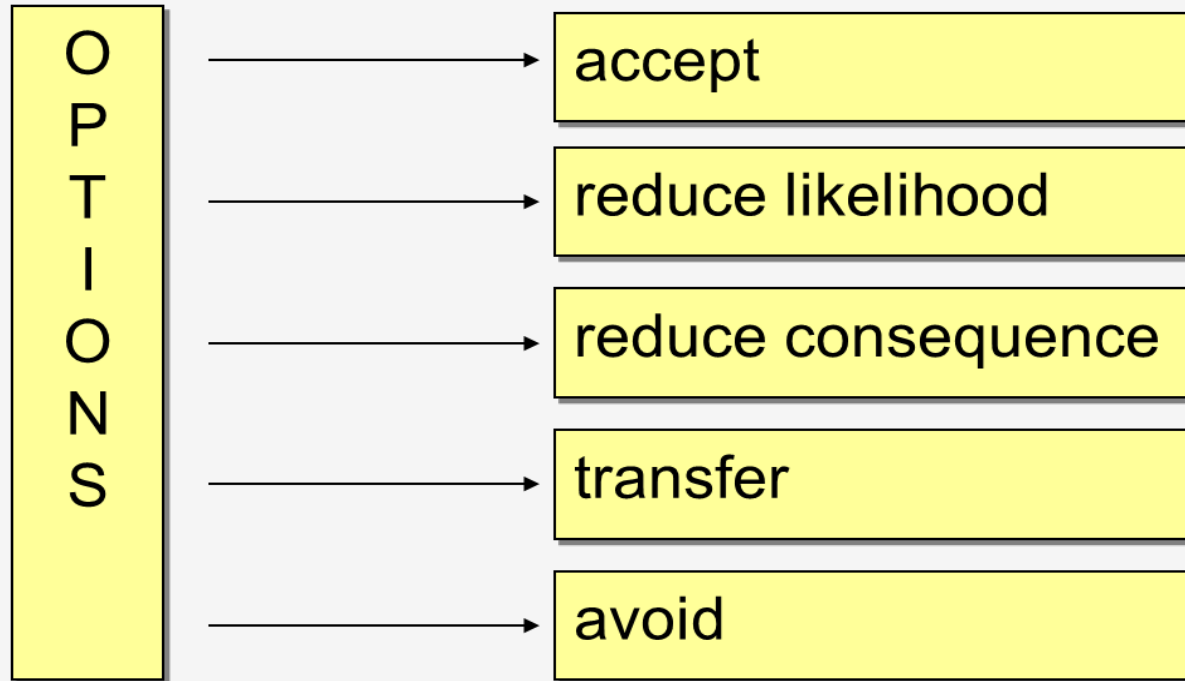 O
P
T
I
O
N
S
accept
reduce likelihood
reduce consequence
transfer
avoid